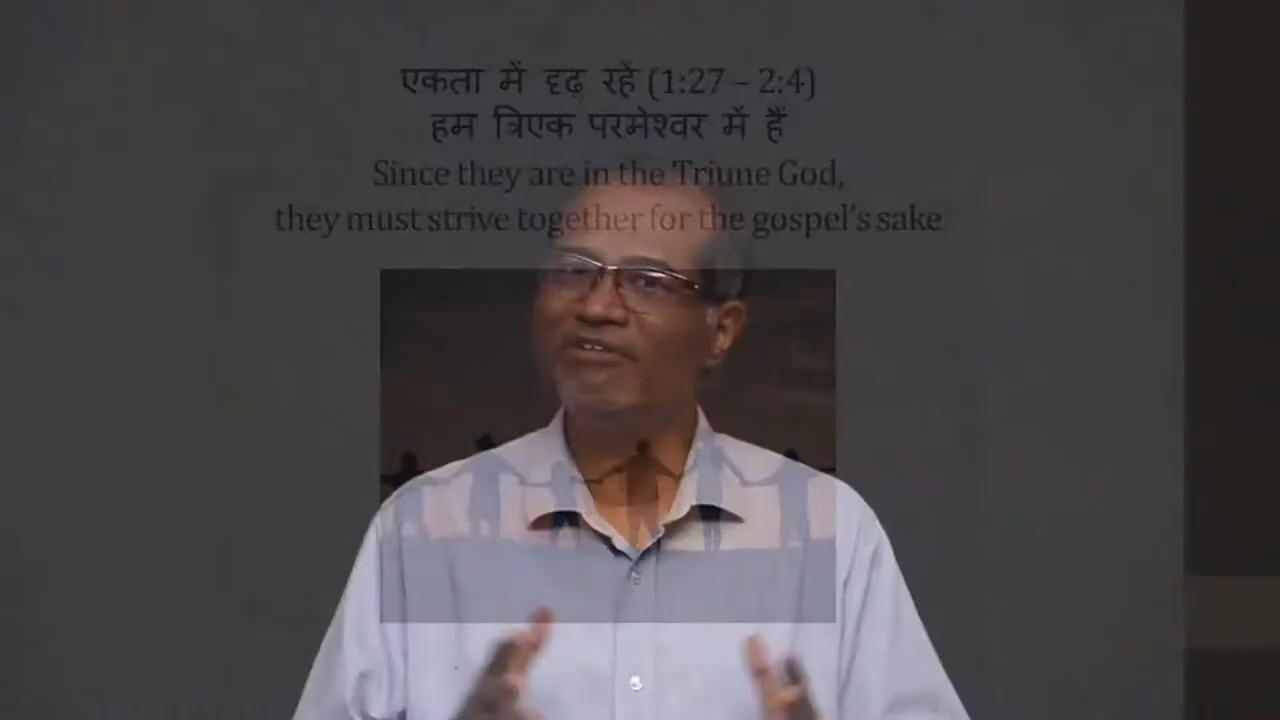 एकता में दृढ़ रहें (1:27 – 2:4)
हम त्रिएक परमेश्वर में हैं
Since they are in the Triune God,
they must strive together for the gospel's sake